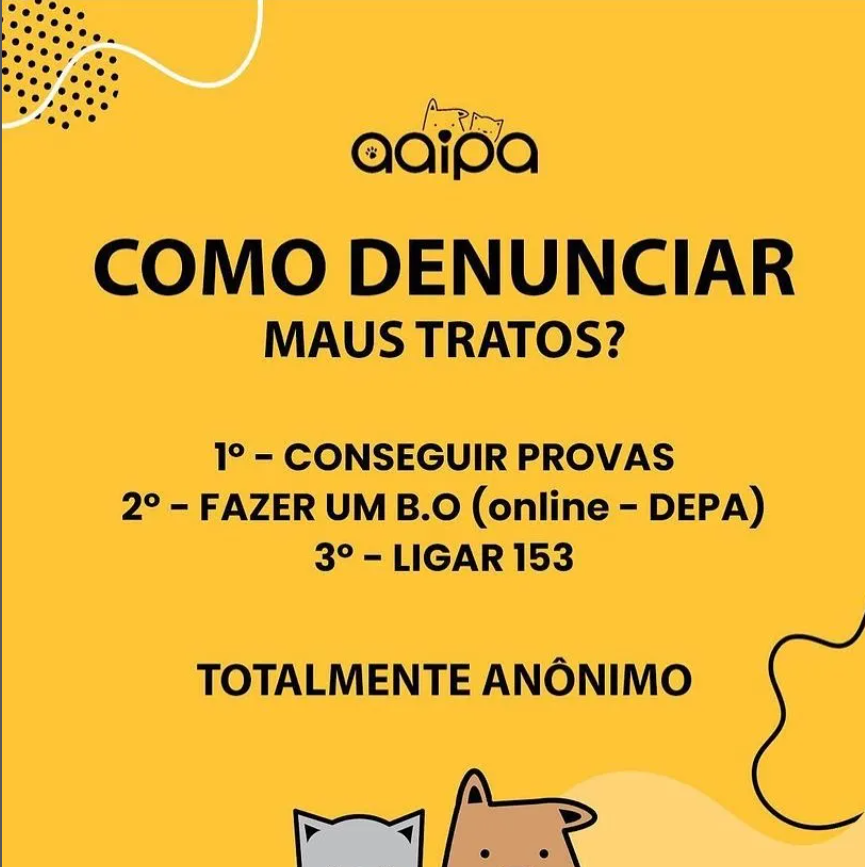 aaipa
COMO DENUNCIAR
MAUS TRATOS?
1º - CONSEGUIR PROVAS
2º - FAZER UM B.O (online - DEPA)
3º - LIGAR 153
TOTALMENTE ANÔNIMO